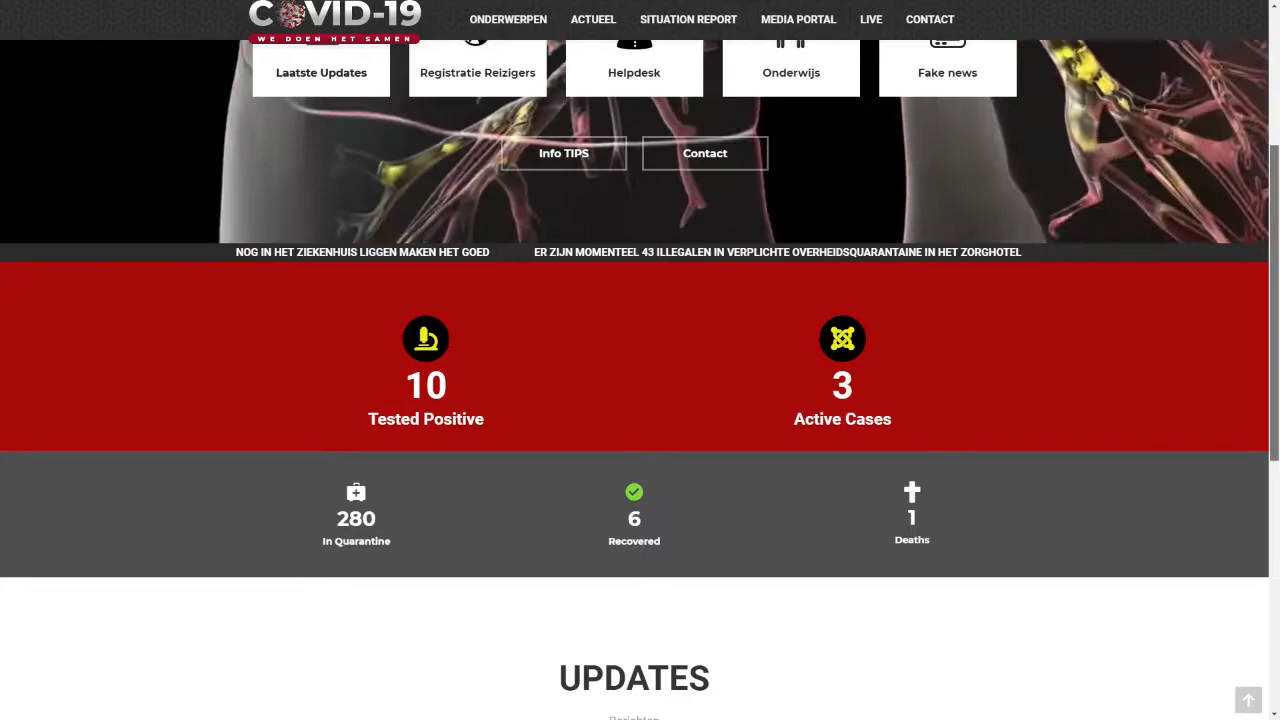 COVID-19
WE DOEN HET SAMEN
ONDERWERPEN ACTUEEL SITUATION REPORT MEDIA PORTAL LIVE CONTACT
Laatste Updates Registratie Reizigers Helpdesk Onderwijs Fake news
Info TIPS Contact
NOG IN HET ZIEKENHUIS LIGGEN MAKEN HET GOED ER ZIJN MOMENTEEL 43 ILLEGALEN IN VERPLICHTE OVERHEIDSQUARANTAINE IN HET ZORGHOTEL
10 3
Tested Positive Active Cases
280 6 1
In Quarantine Recovered Deaths
UPDATES
Berichten